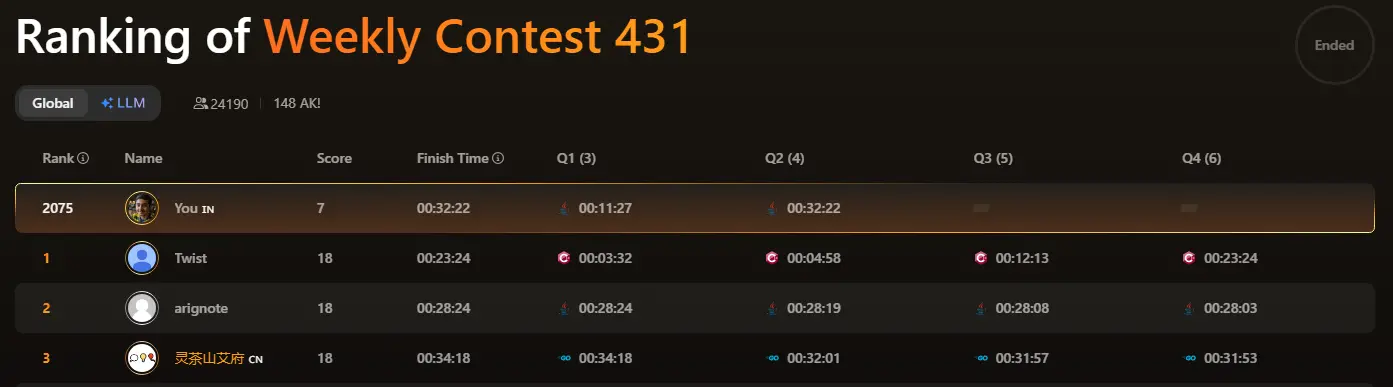 Ranking of Weekly Contest 431
Ended
Global LLM 24190 148 AK!
Rank Name Score Finish Time Q1 (3) Q2 (4) Q3 (5) Q4 (6)
2075 You IN 7 00:32:22 00:11:27 00:32:22
1 Twist 18 00:23:24 00:03:32 00:04:58 00:12:13 00:23:24
2 arignote 18 00:28:24 00:28:24 00:28:19 00:28:08 00:28:03
3 灵茶山艾府 CN 18 00:34:18 GO 00:34:18 GO 00:32:01 GO 00:31:57 GO 00:31:53